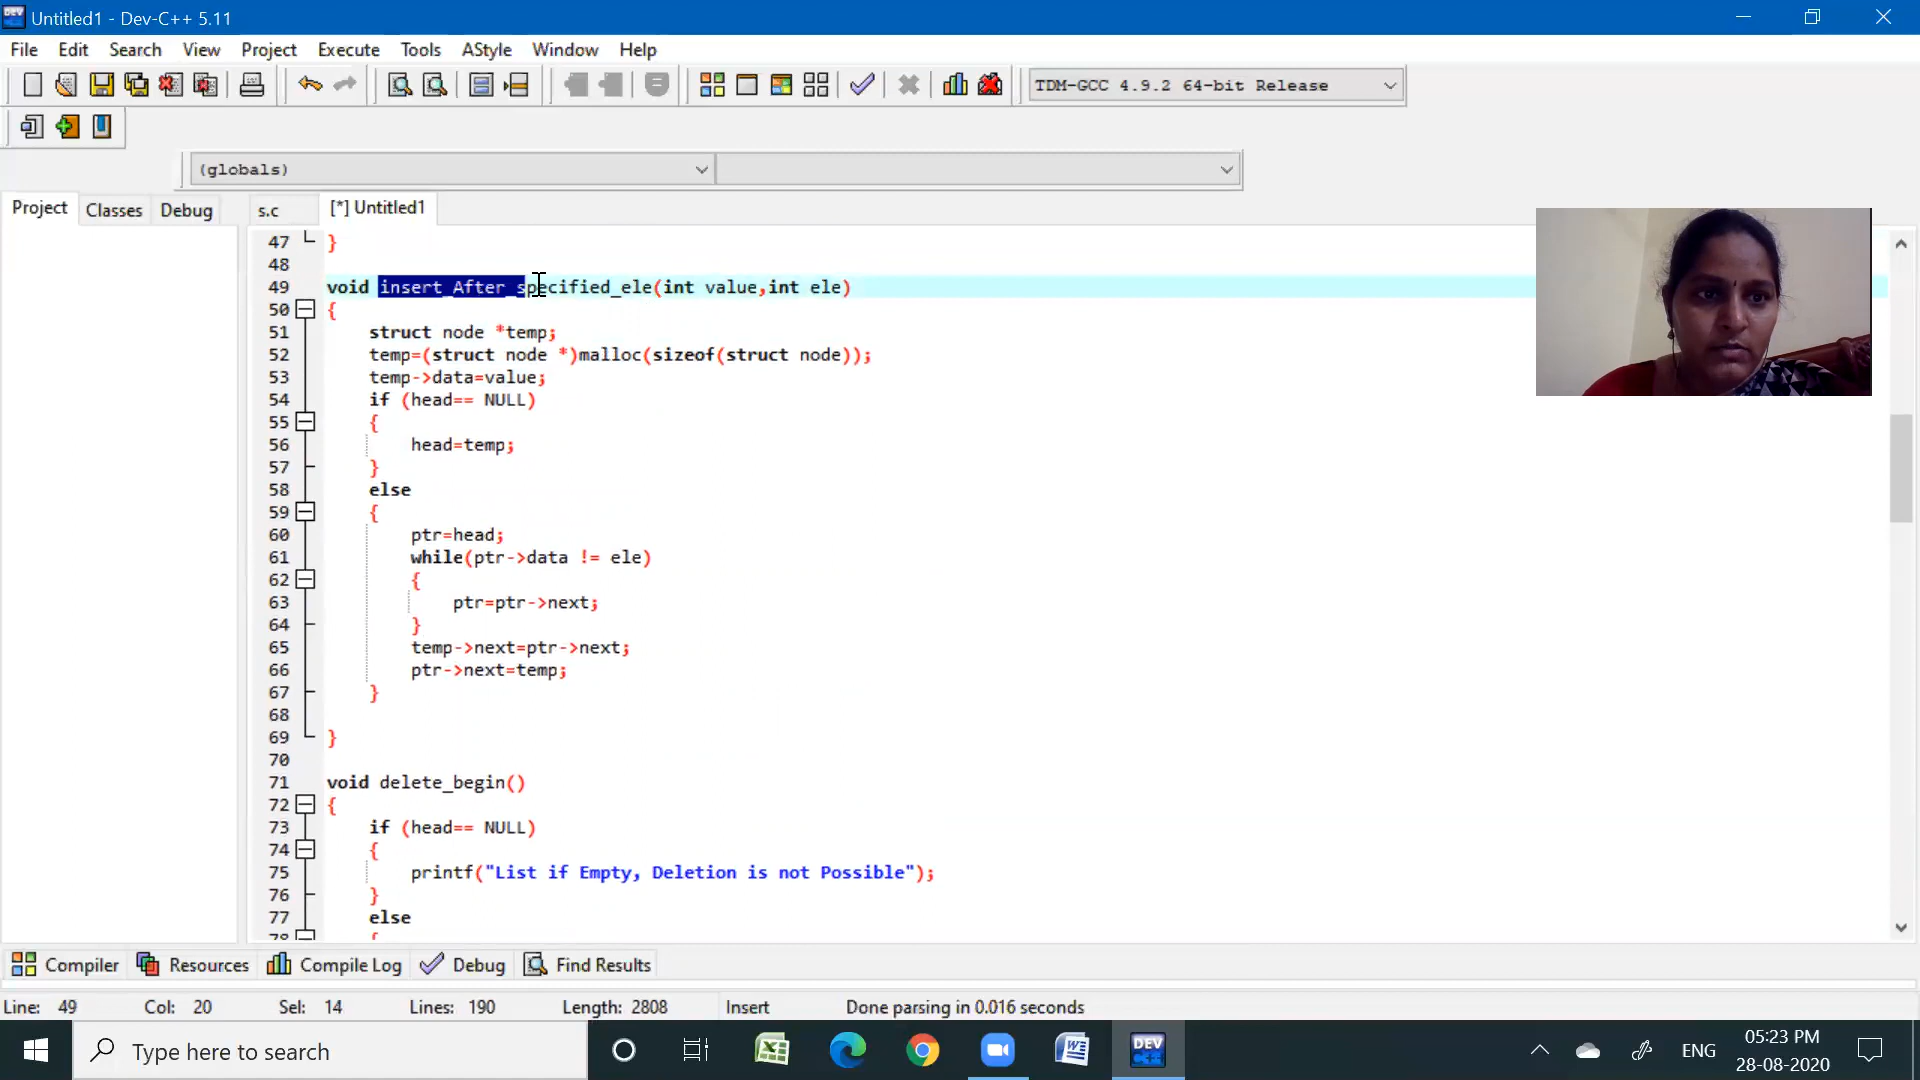 Untitled1 - Dev-C++ 5.11
File Edit Search View Project Execute Tools AStyle Window Help
TDM-GCC 4.9.2 64-bit Release
(globals)
Project Classes Debug s.c [*] Untitled1
47 }
48
49 void insert_After_specified_ele(int value,int ele)
50 {
51 struct node *temp;
52 temp=(struct node *)malloc(sizeof(struct node));
53 temp->data=value;
54 if (head== NULL)
55 {
56 head=temp;
57 }
58 else
59 {
60 ptr=head;
61 while(ptr->data != ele)
62 {
63 ptr=ptr->next;
64 }
65 temp->next=ptr->next;
66 ptr->next=temp;
67 }
68
69 }
70
71 void delete_begin()
72 {
73 if (head== NULL)
74 {
75 printf("List if Empty, Deletion is not Possible");
76 }
77 else
78 {
Compiler Resources Compile Log Debug Find Results
Line: 49 Col: 20 Sel: 14 Lines: 190 Length: 2808 Insert Done parsing in 0.016 seconds
Type here to search
ENG
05:23 PM
28-08-2020